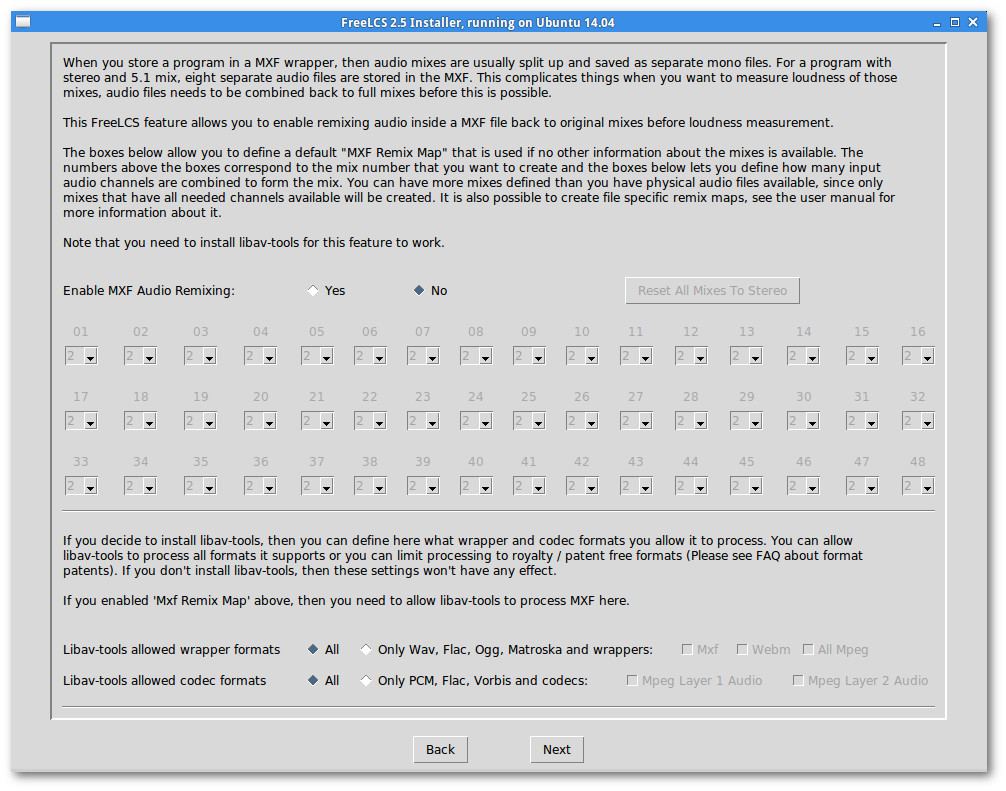 FreeLCS 2.5 Installer, running on Ubuntu 14.04
When you store a program in a MXF wrapper, then audio mixes are usually split up and saved as separate mono files. For a program with
stereo and 5.1 mix, eight separate audio files are stored in the MXF. This complicates things when you want to measure loudness of those
mixes, audio files needs to be combined back to full mixes before this is possible.
This FreeLCS feature allows you to enable remixing audio inside a MXF file back to original mixes before loudness measurement.
The boxes below allow you to define a default "MXF Remix Map" that is used if no other information about the mixes is available. The
numbers above the boxes correspond to the mix number that you want to create and the boxes below lets you define how many input
audio channels are combined to form the mix. You can have more mixes defined than you have physical audio files available, since only
mixes that have all needed channels available will be created. It is also possible to create file specific remix maps, see the user manual for
more information about it.
Note that you need to install libav-tools for this feature to work.
Enable MXF Audio Remixing: Yes No Reset All Mixes To Stereo
01 02 03 04 05 06 07 08 09 10 11 12 13 14 15 16
2 2 2 2 2 2 2 2 2 2 2 2 2 2 2 2
17 18 19 20 21 22 23 24 25 26 27 28 29 30 31 32
2 2 2 2 2 2 2 2 2 2 2 2 2 2 2 2
33 34 35 36 37 38 39 40 41 42 43 44 45 46 47 48
2 2 2 2 2 2 2 2 2 2 2 2 2 2 2 2
If you decide to install libav-tools, then you can define here what wrapper and codec formats you allow it to process. You can allow
libav-tools to process all formats it supports or you can limit processing to royalty / patent free formats (Please see FAQ about format
patents). If you don't install libav-tools, then these settings won't have any effect.
If you enabled 'Mxf Remix Map' above, then you need to allow libav-tools to process MXF here.
Libav-tools allowed wrapper formats All Only Wav, Flac, Ogg, Matroska and wrappers: Mxf Webm All Mpeg
Libav-tools allowed codec formats All Only PCM, Flac, Vorbis and codecs: Mpeg Layer 1 Audio Mpeg Layer 2 Audio
Back Next